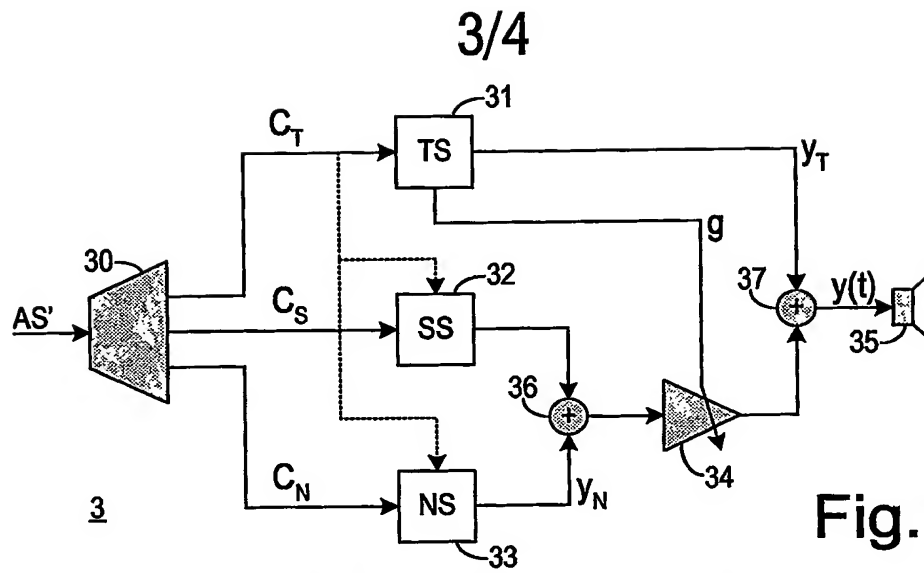 3/4
31
C_T
TS
y_T
g
30
32
37
y(t)
AS'
C_S
SS
35
36
+
+
34
C_N
NS
y_N
3
33
Fig.